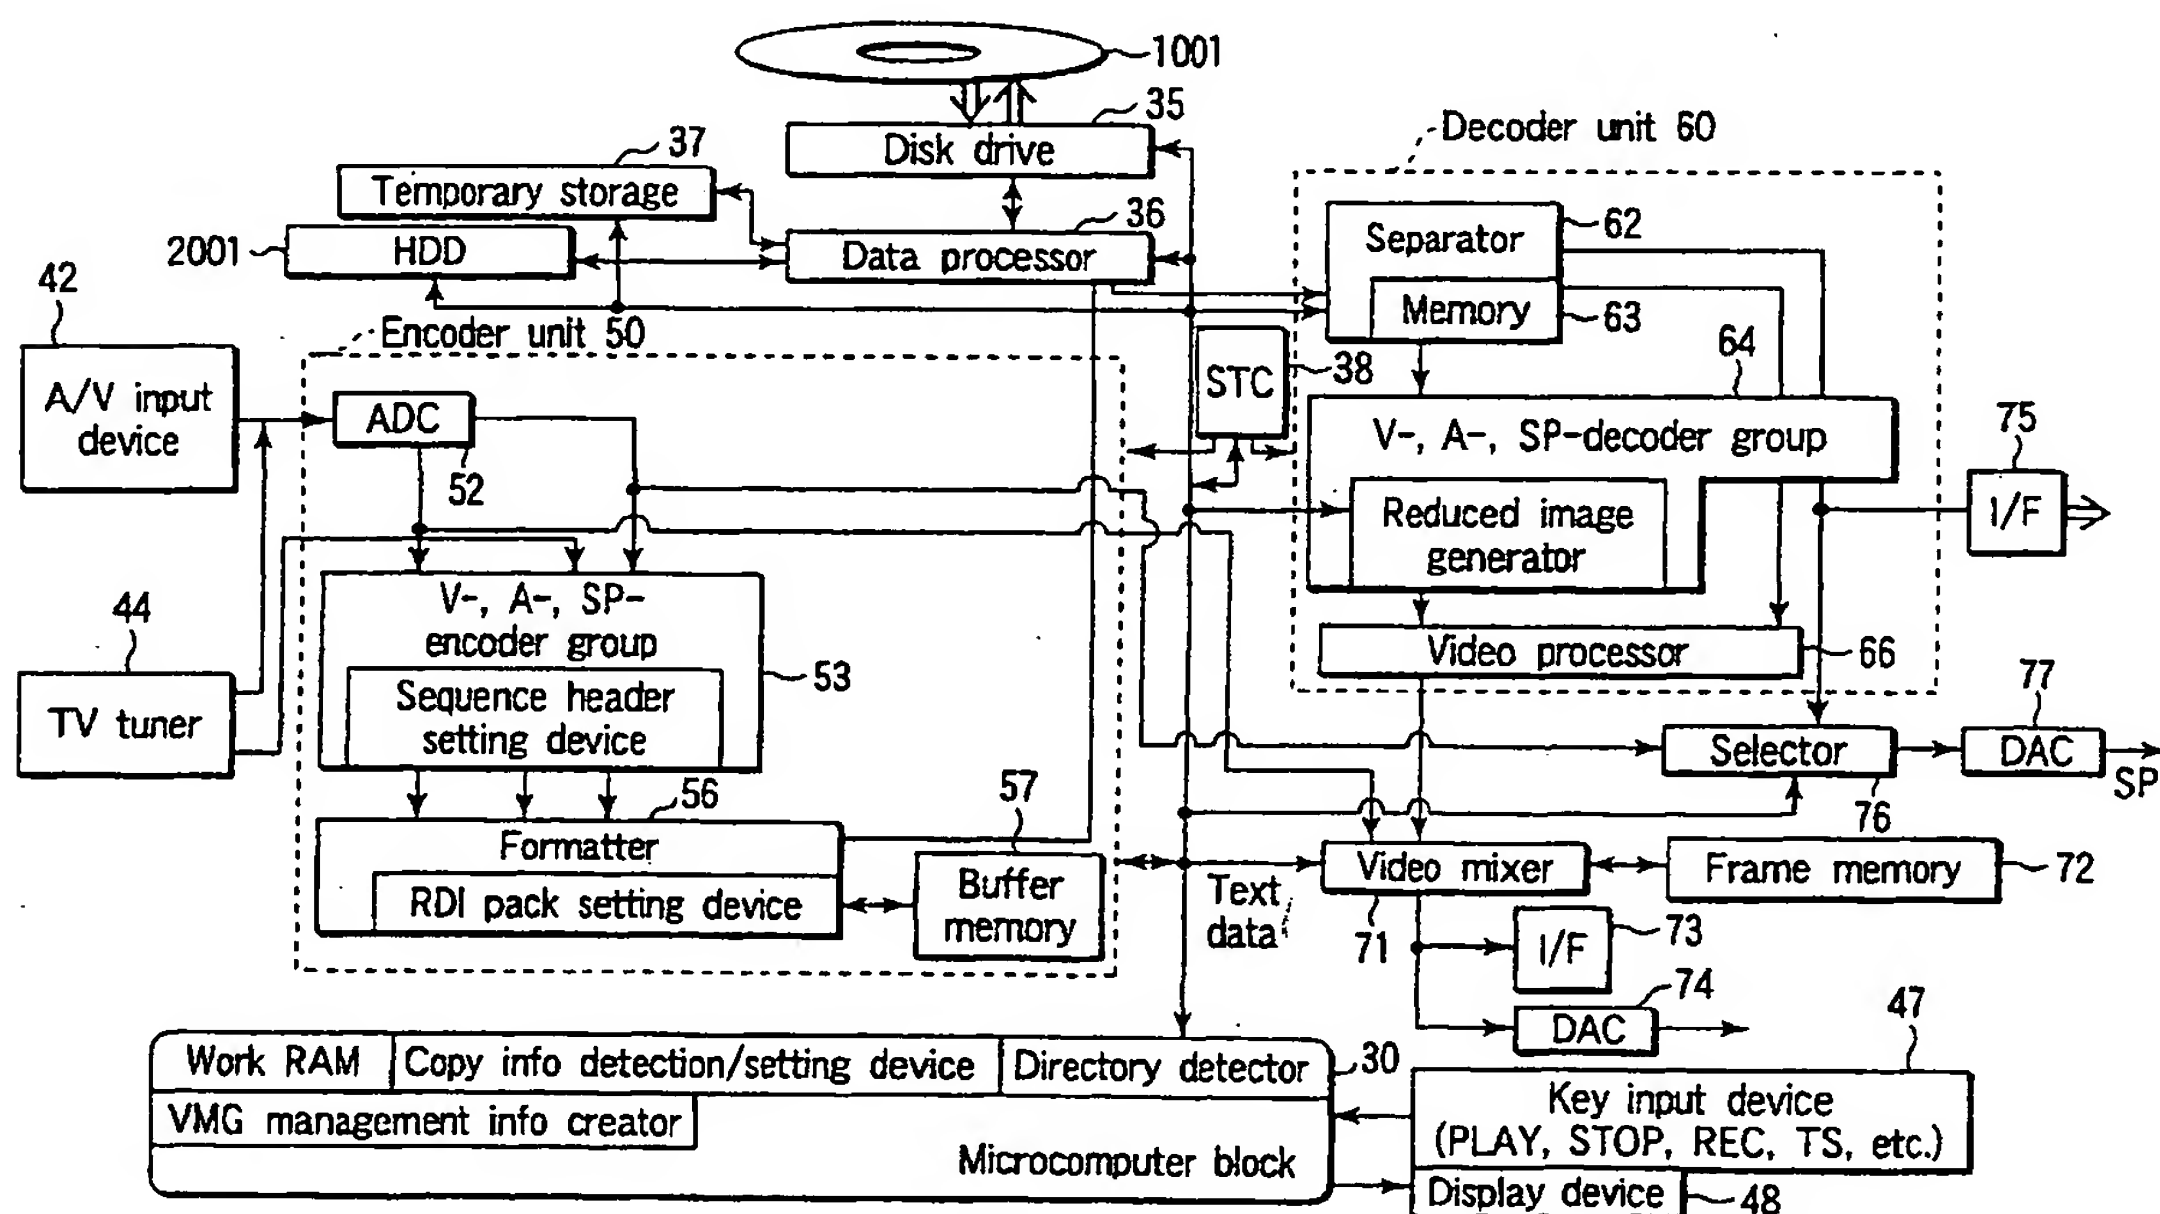 1001
35
Disk drive
37
Temporary storage
36
Data processor
2001
HDD
Decoder unit 60
Separator
62
Memory
63
64
42
A/V input
device
Encoder unit 50
ADC
52
STC
38
V-, A-, SP-decoder group
Reduced image
generator
75
I/F
44
TV tuner
V-, A-, SP-
encoder group
53
Sequence header
setting device
Video processor
66
77
Selector
76
DAC
SP
56
Formatter
RDI pack setting device
57
Buffer
memory
Text
data
Video mixer
71
Frame memory
72
I/F
73
74
DAC
47
Work RAM
Copy info detection/setting device
Directory detector
30
VMG management info creator
Microcomputer block
Key input device
(PLAY, STOP, REC, TS, etc.)
Display device
48